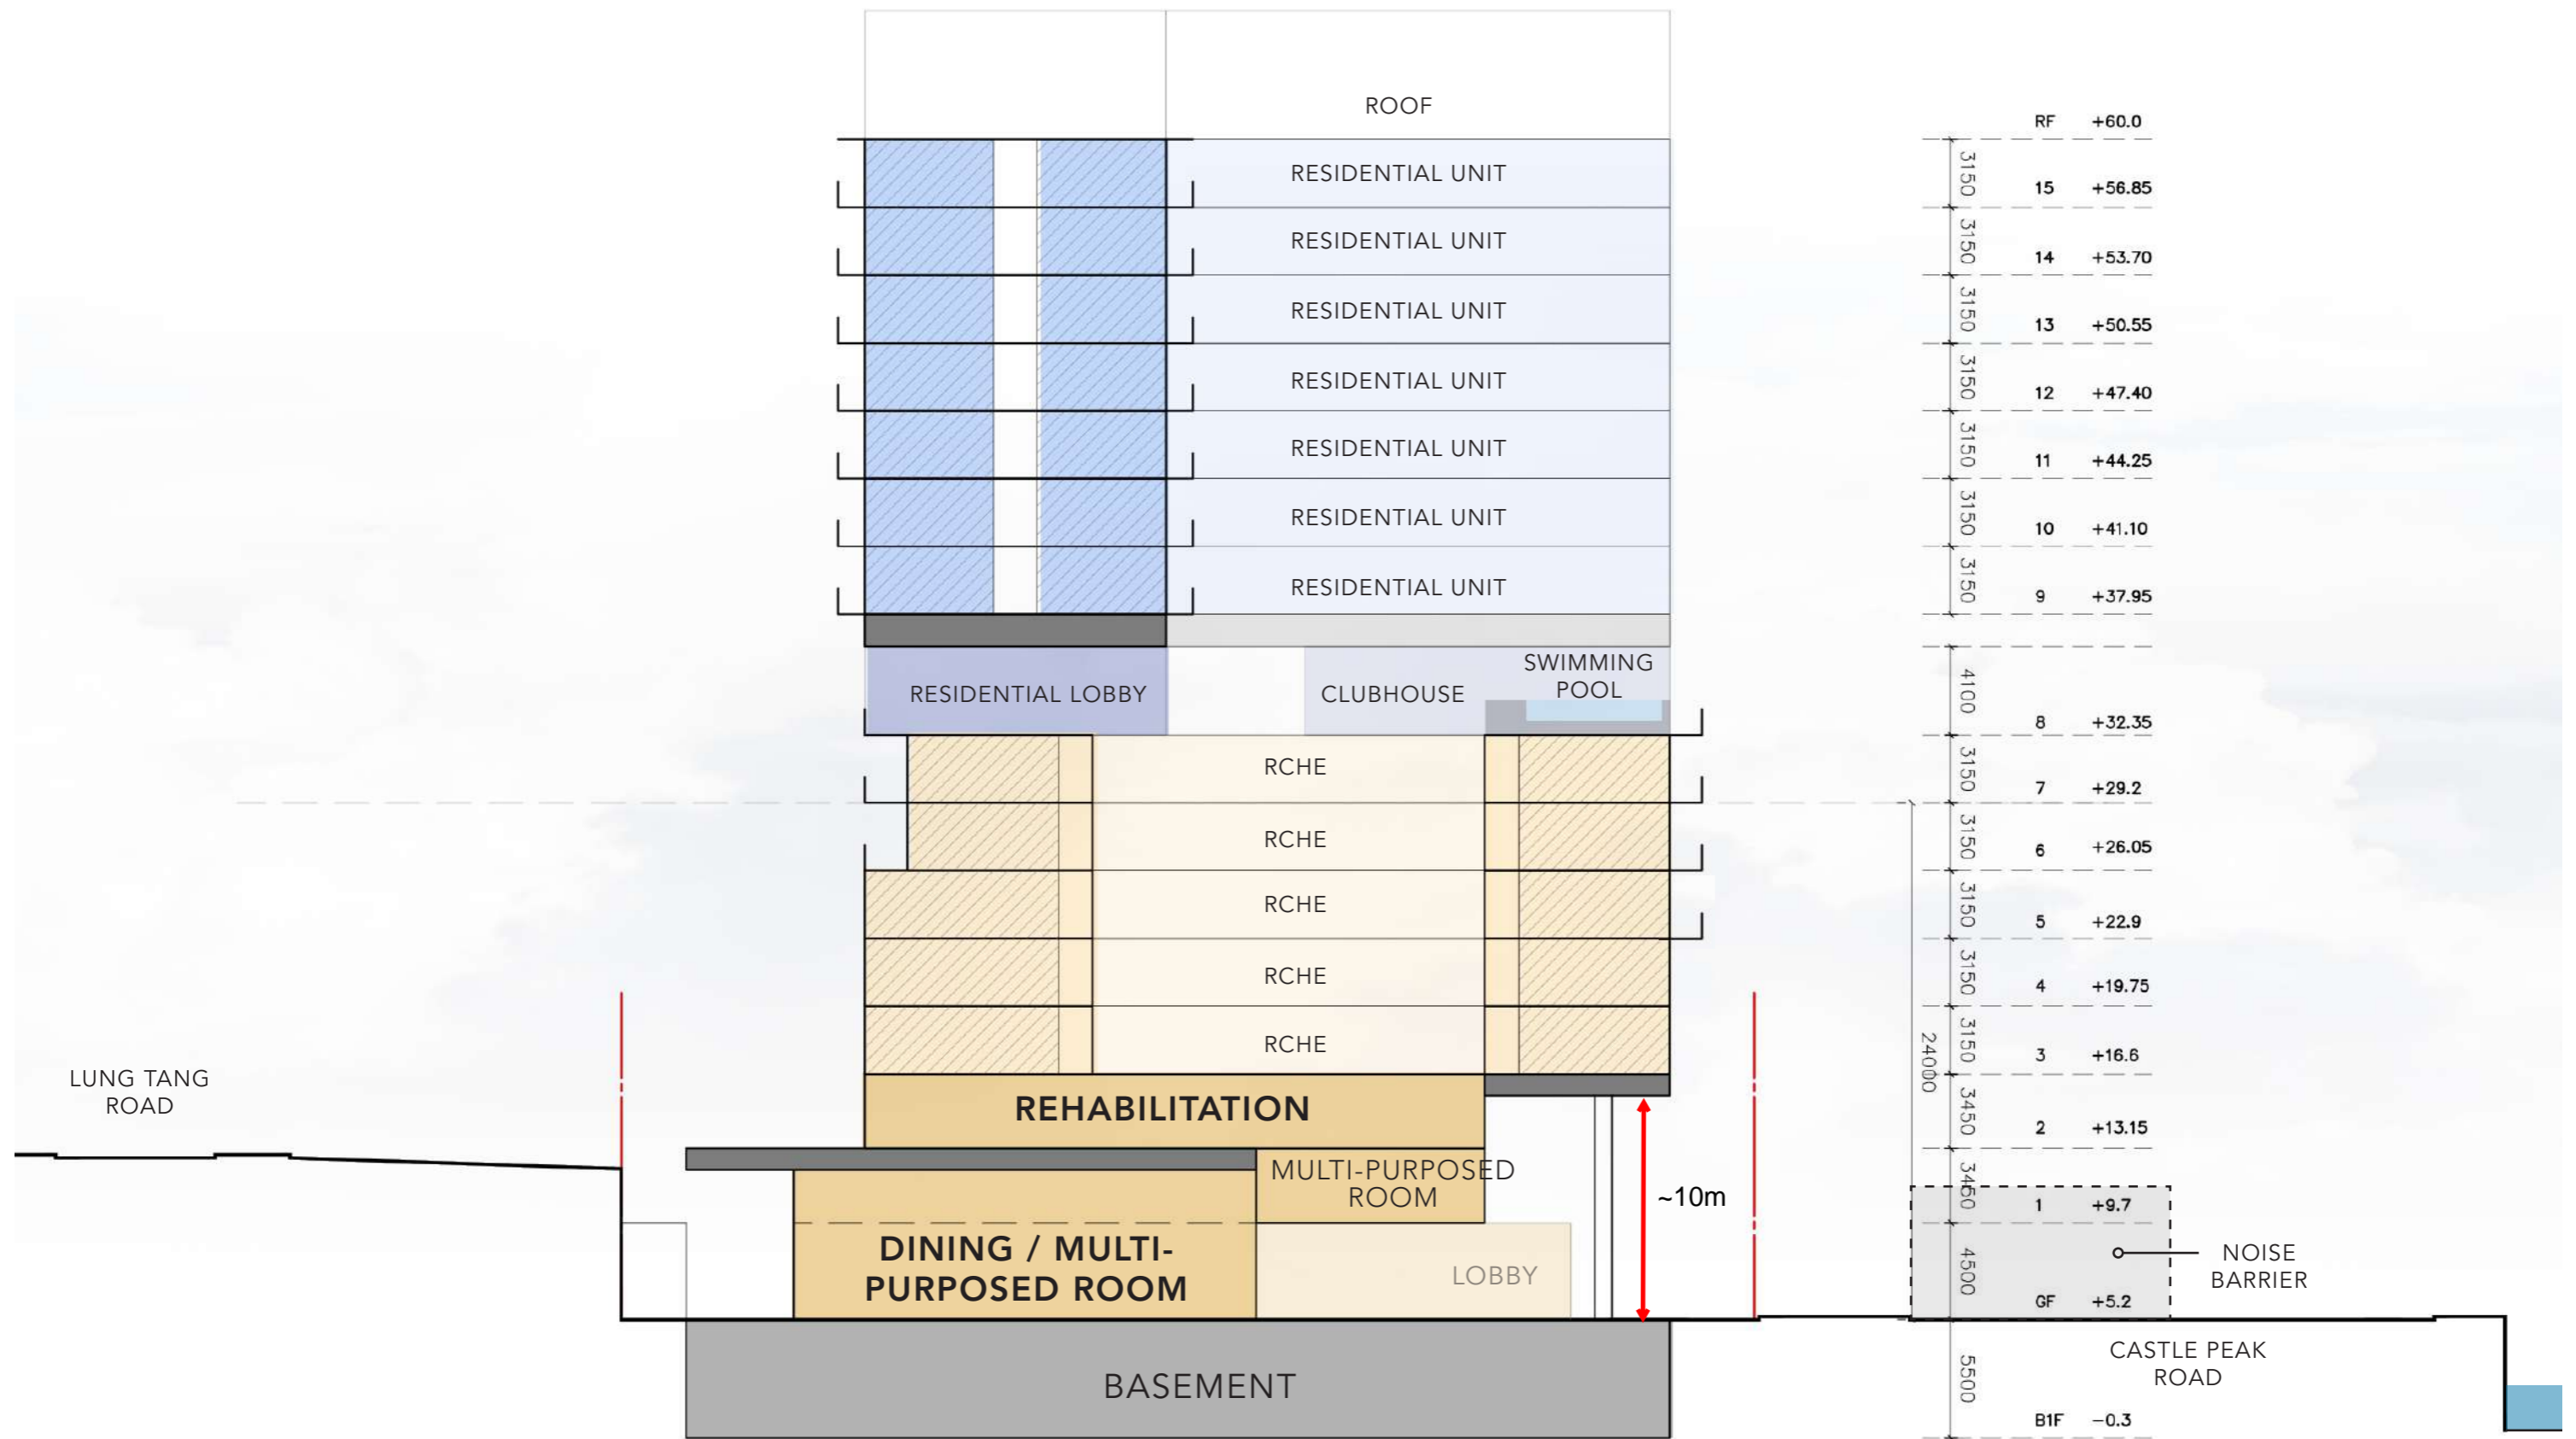 ROOF
RF +60.0
3150
RESIDENTIAL UNIT
15 +56.85
3150
RESIDENTIAL UNIT
14 +53.70
3150
RESIDENTIAL UNIT
13 +50.55
3150
RESIDENTIAL UNIT
12 +47.40
3150
RESIDENTIAL UNIT
11 +44.25
3150
RESIDENTIAL UNIT
10 +41.10
3150
RESIDENTIAL UNIT
9 +37.95
RESIDENTIAL LOBBY
CLUBHOUSE
SWIMMING
POOL
4100
8 +32.35
RCHE
3150
7 +29.2
RCHE
3150
6 +26.05
RCHE
3150
5 +22.9
RCHE
3150
4 +19.75
RCHE
3150
3 +16.6
24000
LUNG TANG
ROAD
REHABILITATION
3450
2 +13.15
MULTI-PURPOSED
ROOM
~10m
3450
1 +9.7
DINING / MULTI-
PURPOSED ROOM
LOBBY
4500
NOISE
BARRIER
GF +5.2
CASTLE PEAK
ROAD
BASEMENT
5500
B1F -0.3